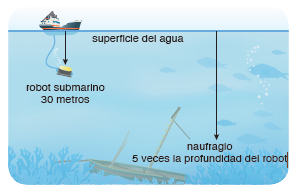 superficie del agua
robot submarino
30 metros
naufragio
5 veces la profundidad del robot